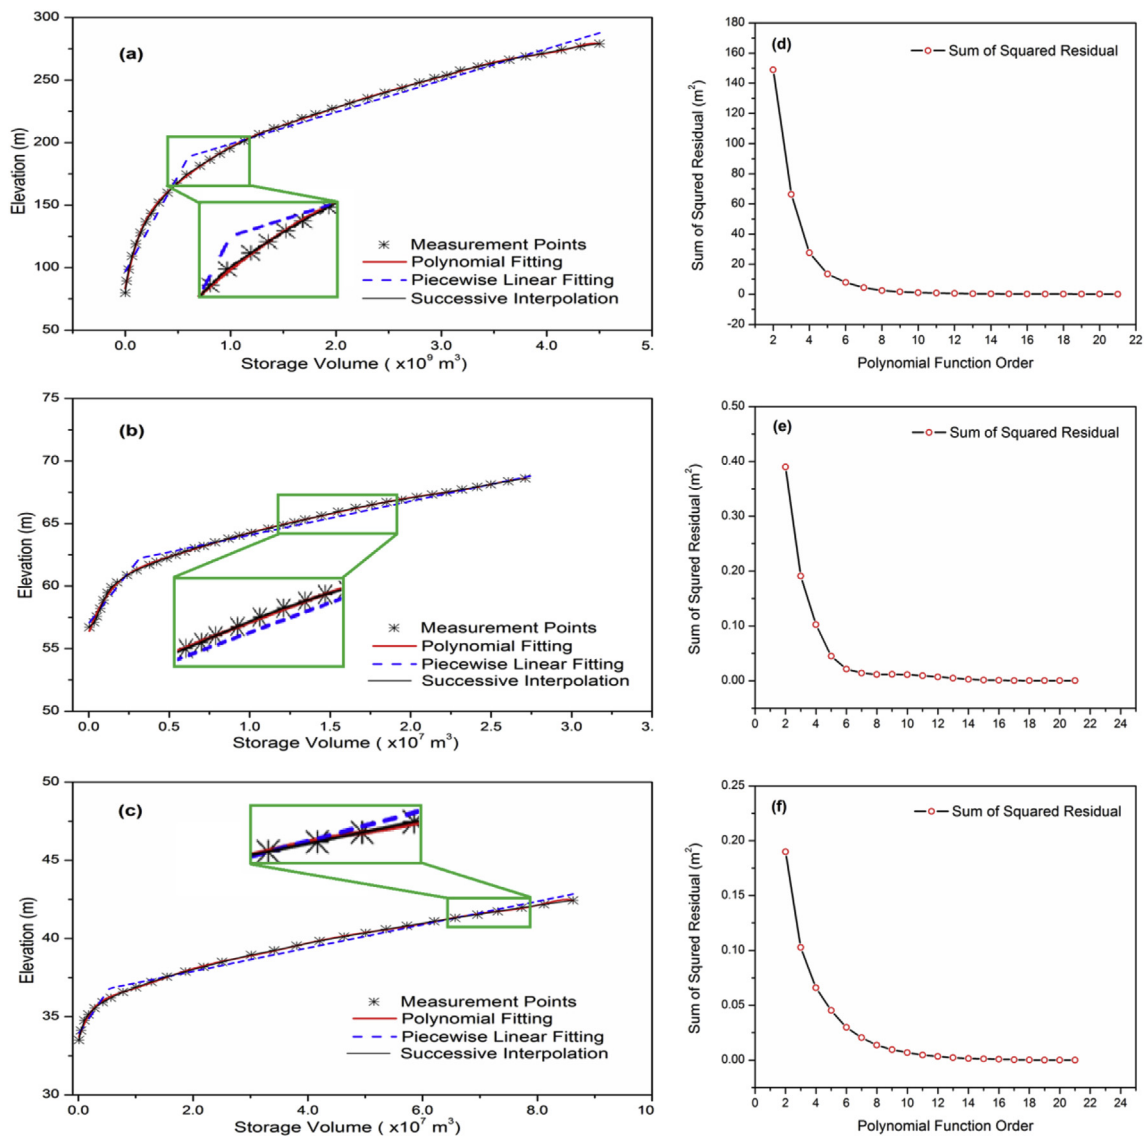 (a)
300
250
200
150
100
50
Elevation (m)
Measurement Points
Polynomial Fitting
Piecewise Linear Fitting
Successive Interpolation
0.0 1.0 2.0 3.0 4.0 5.
Storage Volume ( x10⁹ m³)
(d)
Sum of Squared Residual
180
160
140
120
100
80
60
40
20
0
-20
Sum of Squred Residual (m²)
2 4 6 8 10 12 14 16 18 20 22
Polynomial Function Order
(b)
75
70
65
60
55
50
Elevation (m)
Measurement Points
Polynomial Fitting
Piecewise Linear Fitting
Successive Interpolation
0.0 0.5 1.0 1.5 2.0 2.5 3.0 3.
Storage Volume ( x10⁷ m³)
(e)
Sum of Squared Residual
0.50
0.40
0.30
0.20
0.10
0.00
Sum of Squred Residual (m²)
0 2 4 6 8 10 12 14 16 18 20 22 24
Polynomial Function Order
(c)
50
45
40
35
30
Elevation (m)
Measurement Points
Polynomial Fitting
Piecewise Linear Fitting
Successive Interpolation
0.0 2.0 4.0 6.0 8.0 10
Storage Volume ( x10⁷ m³)
(f)
Sum of Squared Residual
0.25
0.20
0.15
0.10
0.05
0.00
Sum of Squred Residual (m²)
0 2 4 6 8 10 12 14 16 18 20 22 24
Polynomial Function Order